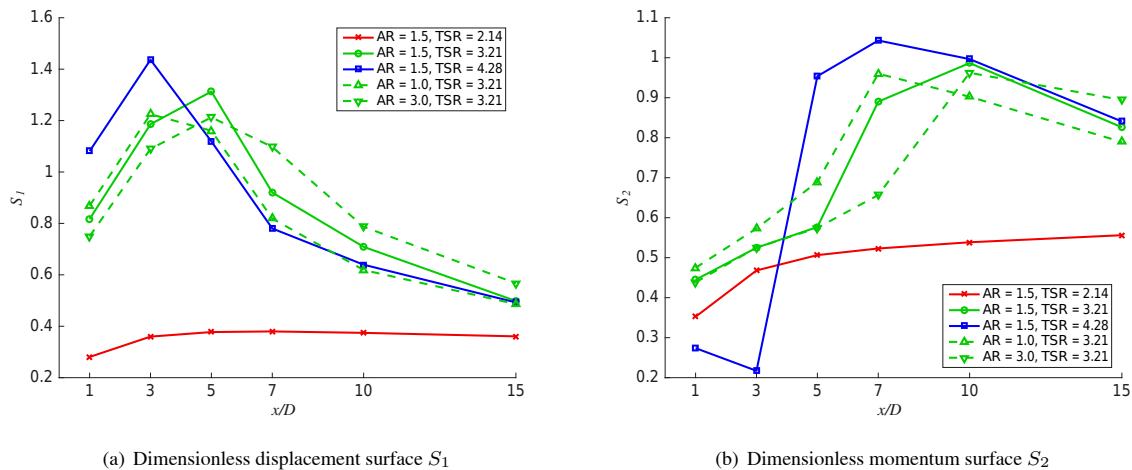 1.6
1.4
1.2
1
0.8
0.6
0.4
0.2
S1
1 3 5 7 10 15
x/D
AR = 1.5, TSR = 2.14
AR = 1.5, TSR = 3.21
AR = 1.5, TSR = 4.28
AR = 1.0, TSR = 3.21
AR = 3.0, TSR = 3.21
(a) Dimensionless displacement surface S1
1.1
1
0.9
0.8
0.7
0.6
0.5
0.4
0.3
0.2
S2
1 3 5 7 10 15
x/D
AR = 1.5, TSR = 2.14
AR = 1.5, TSR = 3.21
AR = 1.5, TSR = 4.28
AR = 1.0, TSR = 3.21
AR = 3.0, TSR = 3.21
(b) Dimensionless momentum surface S2